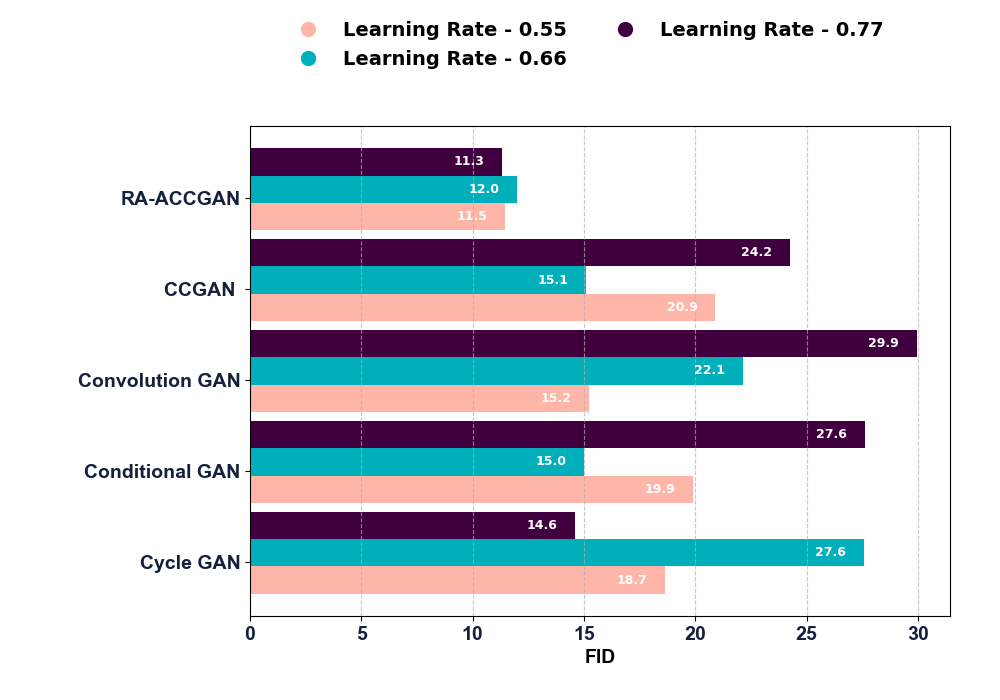 Learning Rate - 0.55
Learning Rate - 0.77
Learning Rate - 0.66
RA-ACCGAN
11.3
12.0
11.5
CCGAN
24.2
15.1
20.9
Convolution GAN
29.9
22.1
15.2
Conditional GAN
27.6
15.0
19.9
Cycle GAN
14.6
27.6
18.7
0 5 10 15 20 25 30
FID